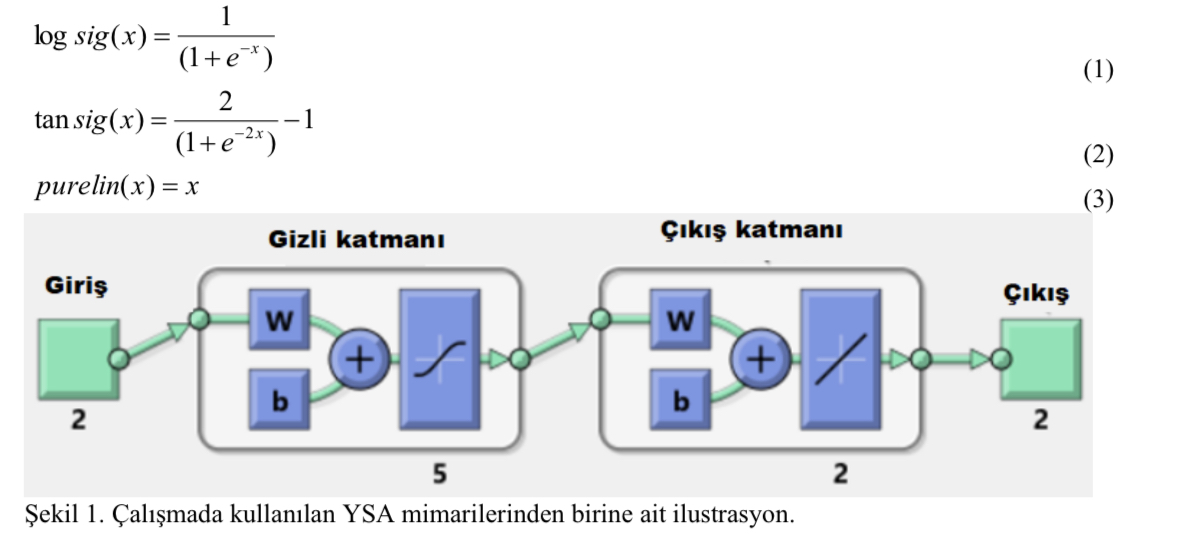 log sig(x) = 1 / (1 + e^{-x}) (1)
tan sig(x) = 2 / (1 + e^{-2x}) - 1 (2)
purelin(x) = x (3)
Gizli katmanı
Çıkış katmanı
Giriş
Çıkış
W
W
+
+
b
b
2
2
5
2
Şekil 1. Çalışmada kullanılan YSA mimarilerinden birine ait ilustrasyon.